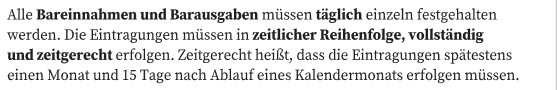 Alle Bareinnahmen und Barausgaben müssen täglich einzeln festgehalten
werden. Die Eintragungen müssen in zeitlicher Reihenfolge, vollständig
und zeitgerecht erfolgen. Zeitgerecht heißt, dass die Eintragungen spätestens
einen Monat und 15 Tage nach Ablauf eines Kalendermonats erfolgen müssen.